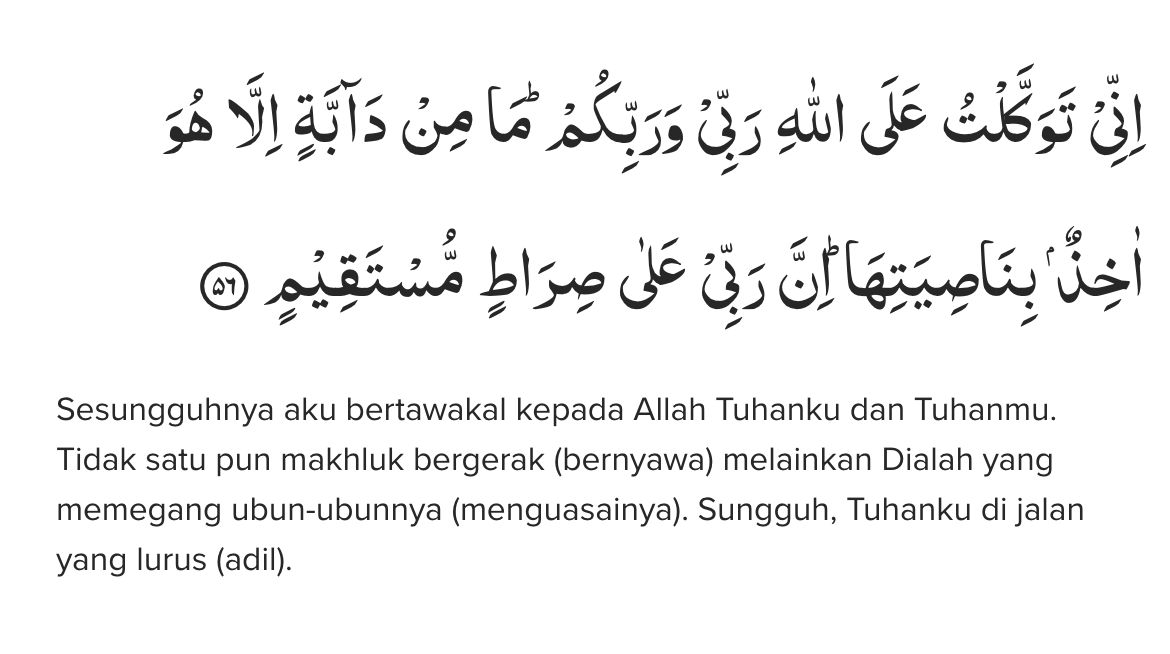 اِنِّيْ تَوَكَّلْتُ عَلَى اللّٰهِ رَبِّيْ وَرَبِّكُمْ ۗمَا مِنْ دَاۤبَّةٍ اِلَّا هُوَ
اٰخِذٌۢ بِنَاصِيَتِهَا ۗاِنَّ رَبِّيْ عَلٰى صِرَاطٍ مُّسْتَقِيْمٍ ٥٦
Sesungguhnya aku bertawakal kepada Allah Tuhanku dan Tuhanmu.
Tidak satu pun makhluk bergerak (bernyawa) melainkan Dialah yang
memegang ubun-ubunnya (menguasainya). Sungguh, Tuhanku di jalan
yang lurus (adil).